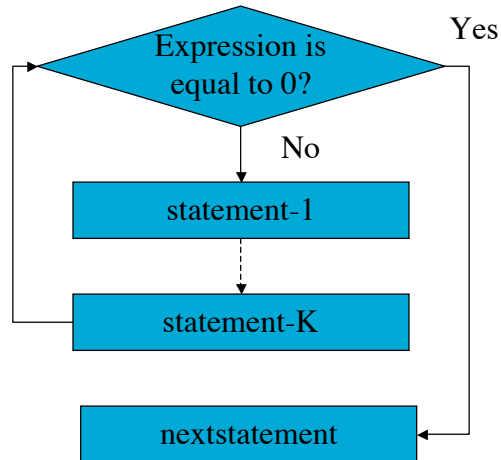 Expression is
equal to 0?
Yes
No
statement-1
statement-K
nextstatement